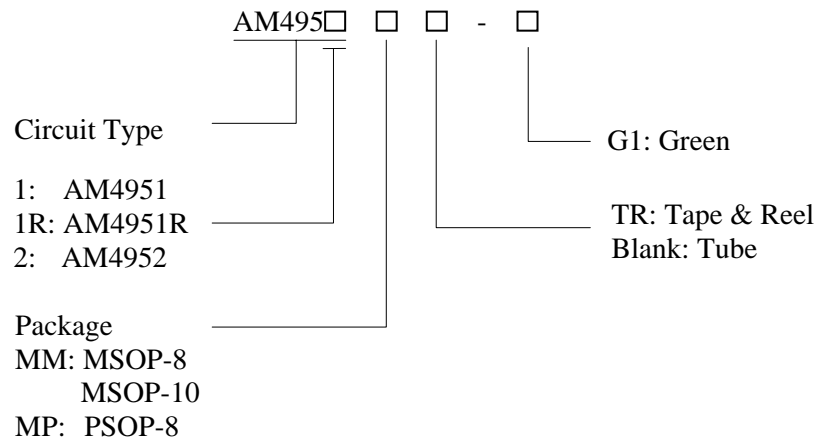 AM495□ □ □ - □
Circuit Type
1: AM4951
1R: AM4951R
2: AM4952
Package
MM: MSOP-8
MSOP-10
MP: PSOP-8
G1: Green
TR: Tape & Reel
Blank: Tube